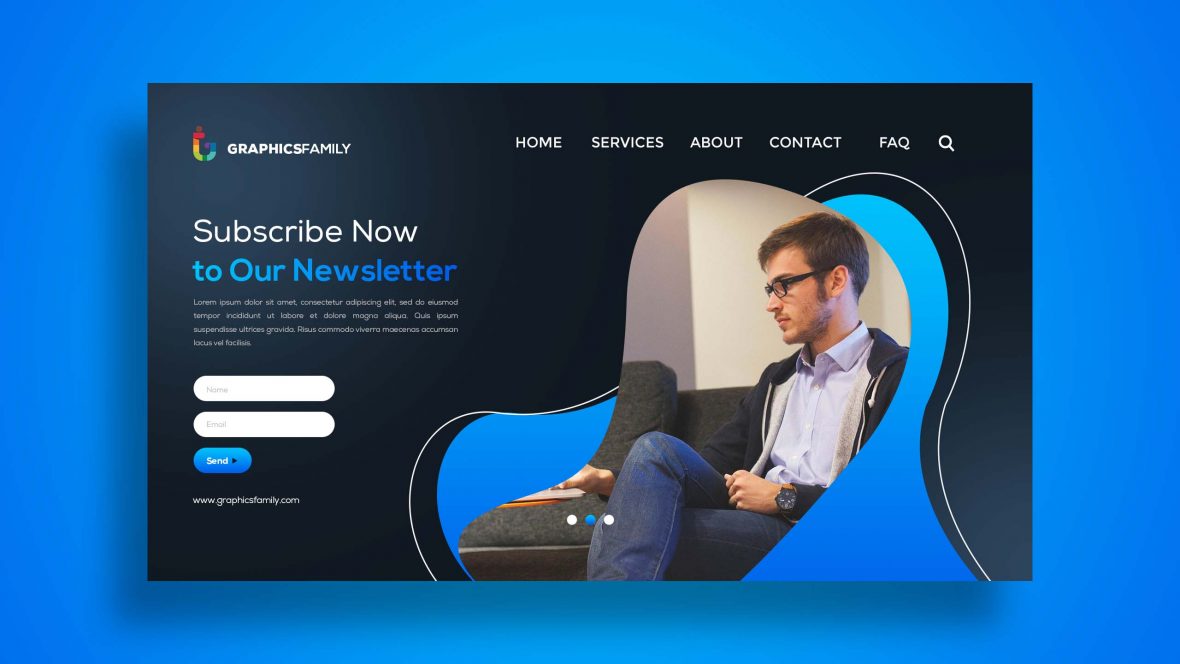 GRAPHICSFAMILY
HOME SERVICES ABOUT CONTACT FAQ
Subscribe Now
to Our Newsletter
Lorem ipsum dolor sit amet, consectetur adipiscing elit, sed do eiusmod
tempor incididunt ut labore et dolore magna aliqua. Quis ipsum
suspendisse ultrices gravida. Risus commodo viverra maecenas accumsan
lacus vel facilisis.
Name
Email
Send
www.graphicsfamily.com